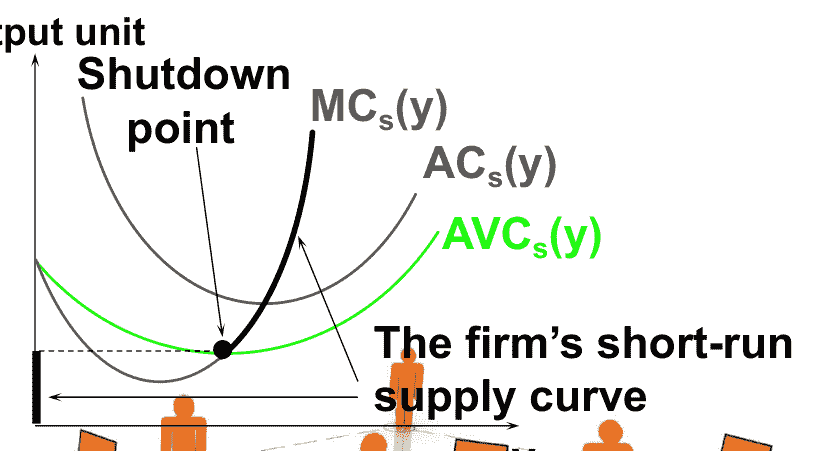 tput unit
Shutdown
point
MCs(y)
ACs(y)
AVCs(y)
The firm’s short-run
supply curve